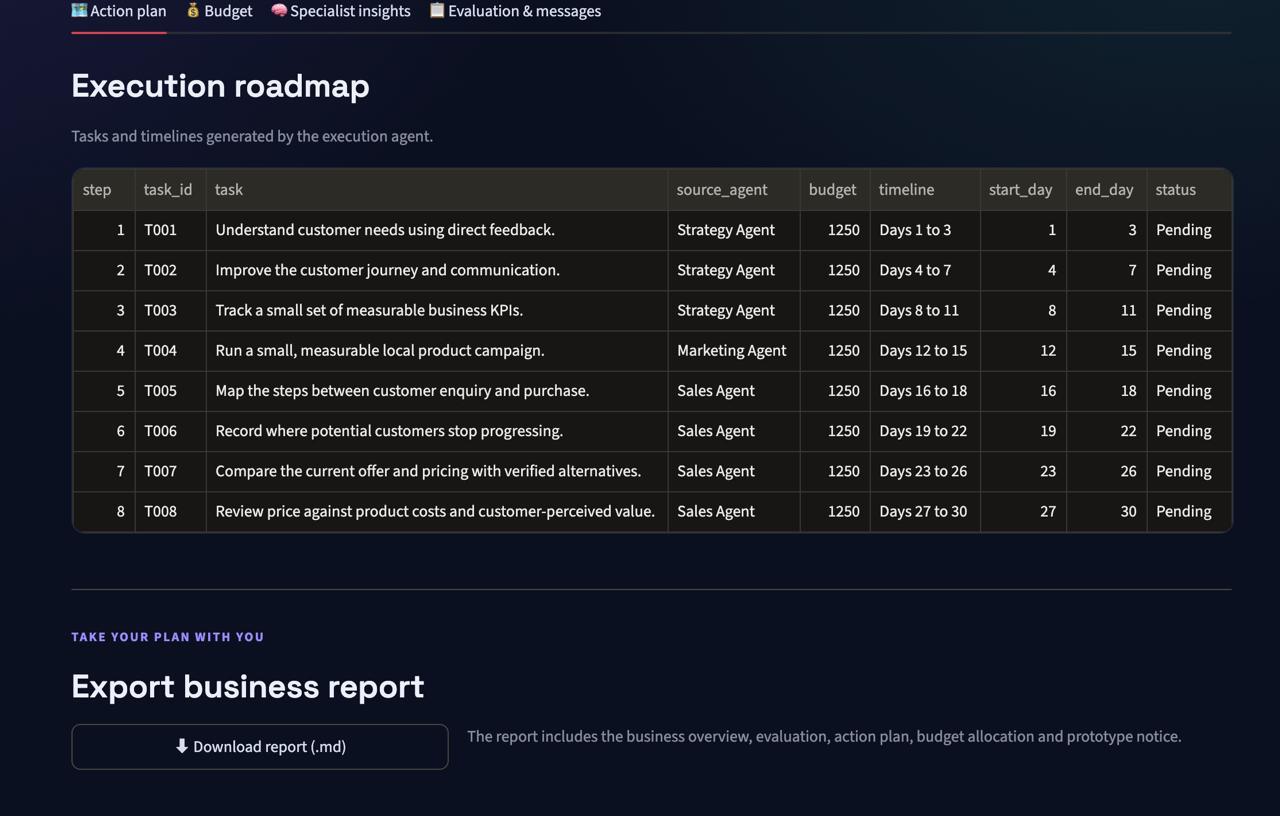 🗺️ Action plan 💰 Budget 🧠 Specialist insights 📋 Evaluation & messages
Execution roadmap
Tasks and timelines generated by the execution agent.
step task_id task source_agent budget timeline start_day end_day status
1 T001 Understand customer needs using direct feedback. Strategy Agent 1250 Days 1 to 3 1 3 Pending
2 T002 Improve the customer journey and communication. Strategy Agent 1250 Days 4 to 7 4 7 Pending
3 T003 Track a small set of measurable business KPIs. Strategy Agent 1250 Days 8 to 11 8 11 Pending
4 T004 Run a small, measurable local product campaign. Marketing Agent 1250 Days 12 to 15 12 15 Pending
5 T005 Map the steps between customer enquiry and purchase. Sales Agent 1250 Days 16 to 18 16 18 Pending
6 T006 Record where potential customers stop progressing. Sales Agent 1250 Days 19 to 22 19 22 Pending
7 T007 Compare the current offer and pricing with verified alternatives. Sales Agent 1250 Days 23 to 26 23 26 Pending
8 T008 Review price against product costs and customer-perceived value. Sales Agent 1250 Days 27 to 30 27 30 Pending
TAKE YOUR PLAN WITH YOU
Export business report
⬇ Download report (.md) The report includes the business overview, evaluation, action plan, budget allocation and prototype notice.